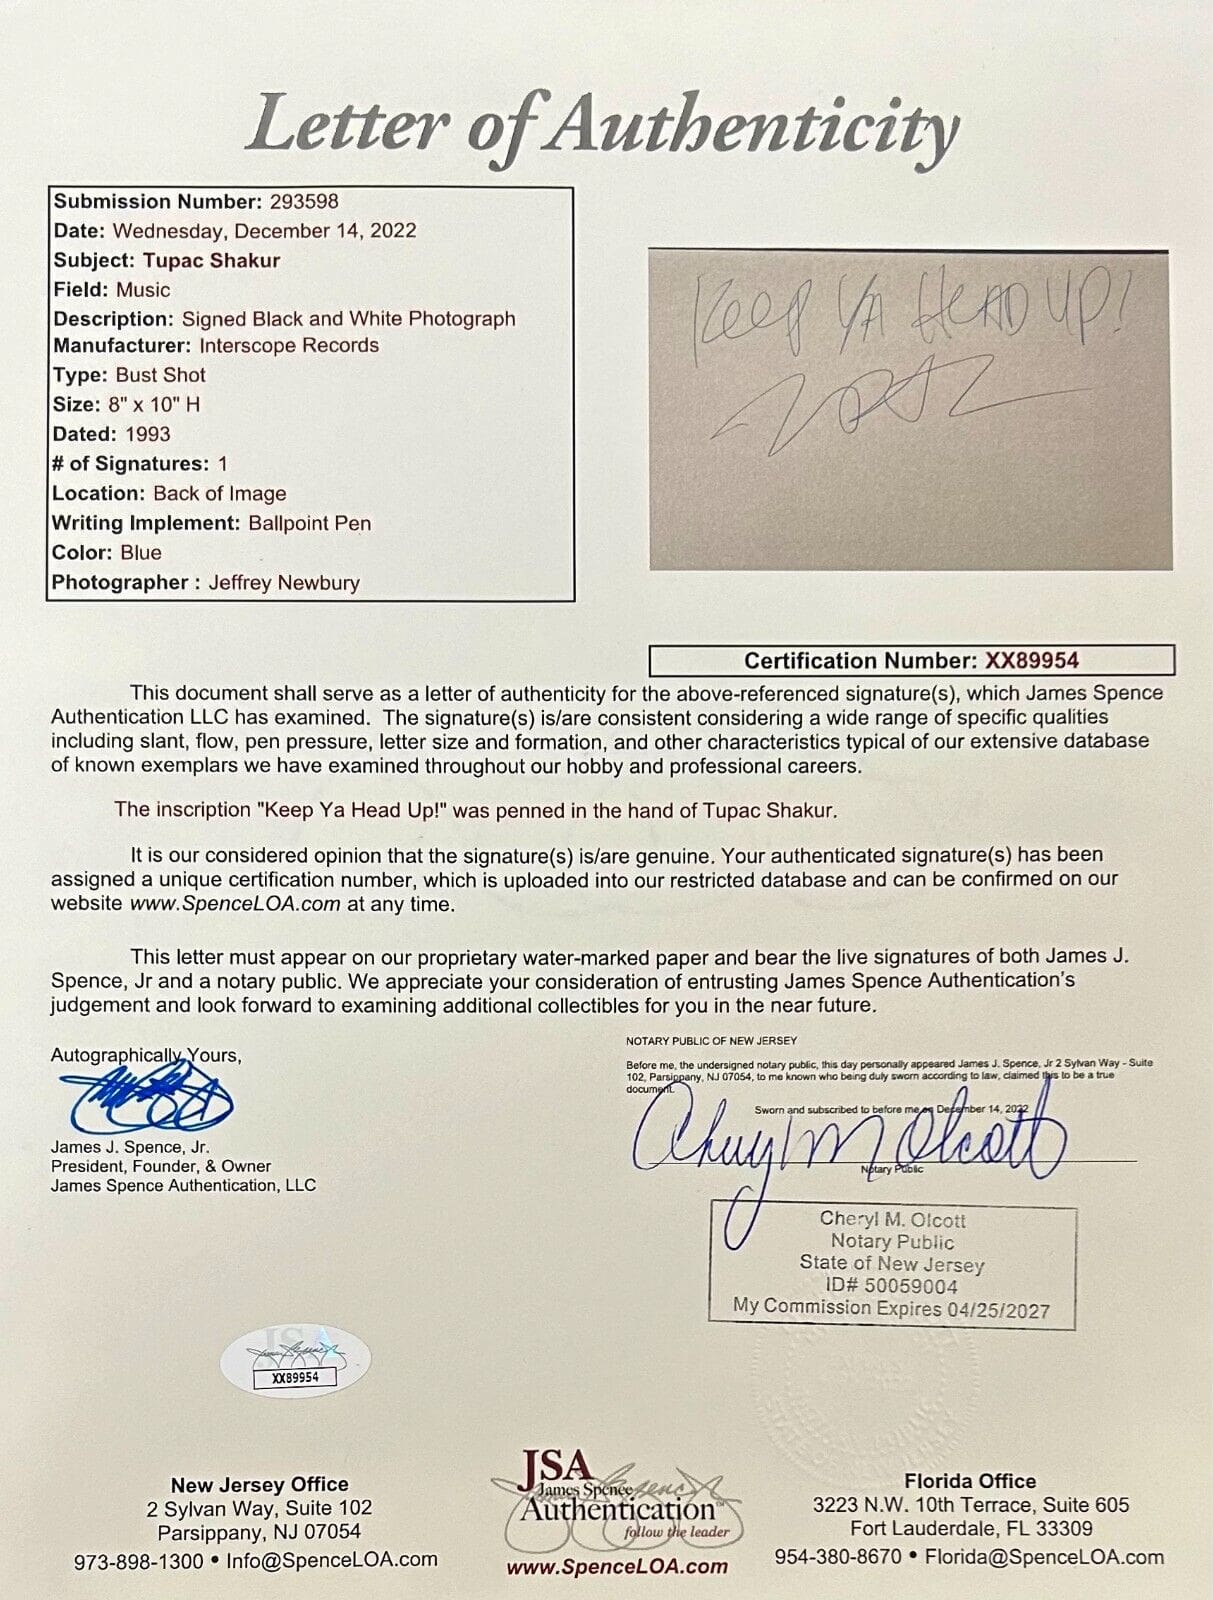 Letter of Authenticity
Submission Number: 293598
Date: Wednesday, December 14, 2022
Subject: Tupac Shakur
Field: Music
Description: Signed Black and White Photograph
Manufacturer: Interscope Records
Type: Bust Shot
Size: 8" x 10" H
Dated: 1993
# of Signatures: 1
Location: Back of Image
Writing Implement: Ballpoint Pen
Color: Blue
Photographer : Jeffrey Newbury
Keep YA HEAD UP!
Certification Number: XX89954
This document shall serve as a letter of authenticity for the above-referenced signature(s), which James Spence
Authentication LLC has examined. The signature(s) is/are consistent considering a wide range of specific qualities
including slant, flow, pen pressure, letter size and formation, and other characteristics typical of our extensive database
of known exemplars we have examined throughout our hobby and professional careers.
The inscription "Keep Ya Head Up!" was penned in the hand of Tupac Shakur.
It is our considered opinion that the signature(s) is/are genuine. Your authenticated signature(s) has been
assigned a unique certification number, which is uploaded into our restricted database and can be confirmed on our
website www.SpenceLOA.com at any time.
This letter must appear on our proprietary water-marked paper and bear the live signatures of both James J.
Spence, Jr and a notary public. We appreciate your consideration of entrusting James Spence Authentication's
judgement and look forward to examining additional collectibles for you in the near future.
Autographically Yours,
James J. Spence, Jr.
President, Founder, & Owner
James Spence Authentication, LLC
NOTARY PUBLIC OF NEW JERSEY
Before me, the undersigned notary public, this day personally appeared James J. Spence, Jr 2 Sylvan Way - Suite
102, Parsippany, NJ 07054, to me known who being duly sworn according to law, claimed this to be a true
document.
Sworn and subscribed to before me on December 14, 2022
Cheryl M Olcott
Notary Public
Cheryl M. Olcott
Notary Public
State of New Jersey
ID# 50059004
My Commission Expires 04/25/2027
JSA
XX89954
New Jersey Office
2 Sylvan Way, Suite 102
Parsippany, NJ 07054
973-898-1300 • Info@SpenceLOA.com
JSA
James Spence
Authentication™
follow the leader
www.SpenceLOA.com
Florida Office
3223 N.W. 10th Terrace, Suite 605
Fort Lauderdale, FL 33309
954-380-8670 • Florida@SpenceLOA.com